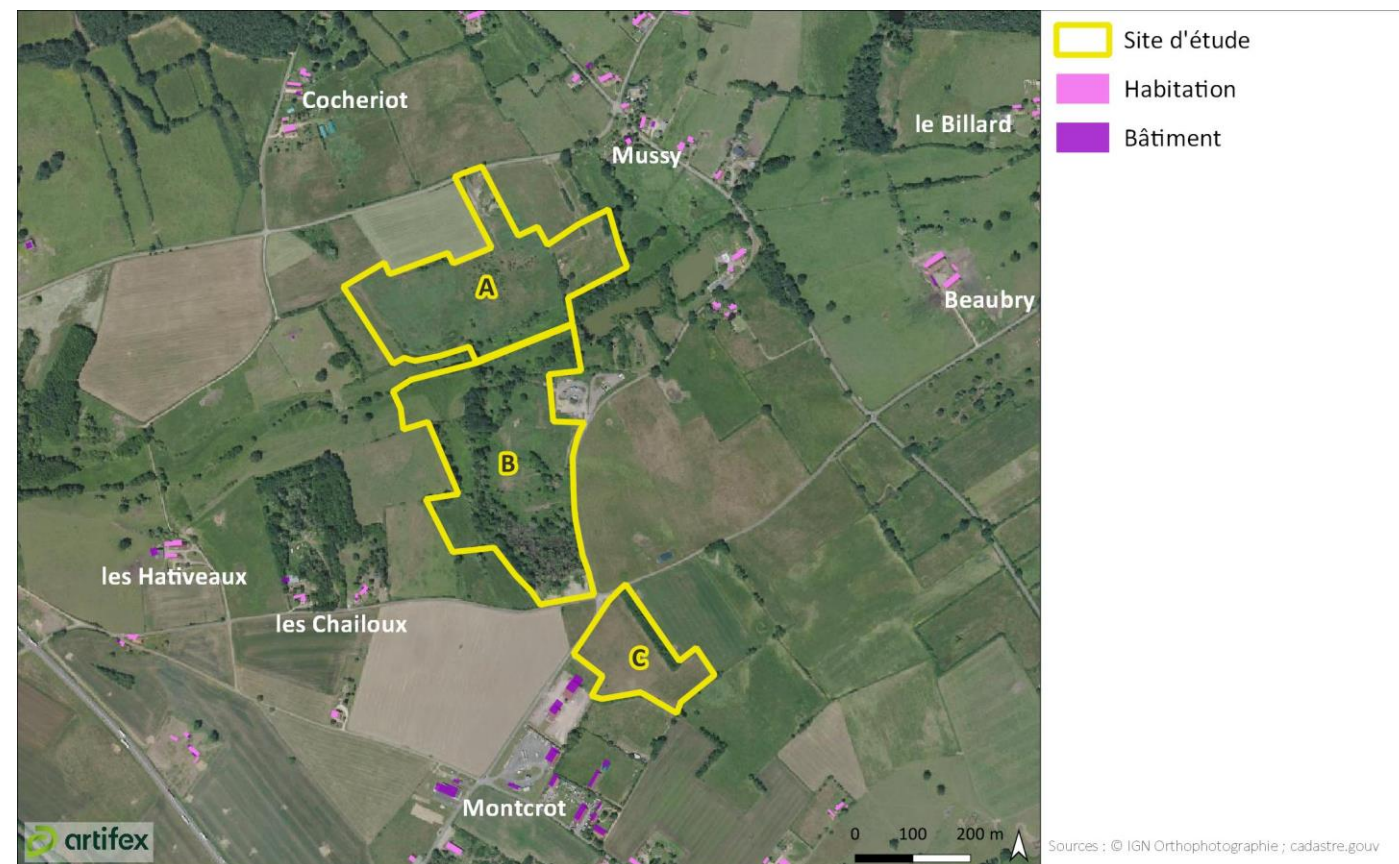 Site d'étude
Habitation
Bâtiment
Cocheriot
le Billard
Mussy
A
Beaubry
B
les Hativeaux
les Chailoux
C
Montcrot
artifex
0 100 200 m
Sources : © IGN Orthophotographie ; cadastre.gouv